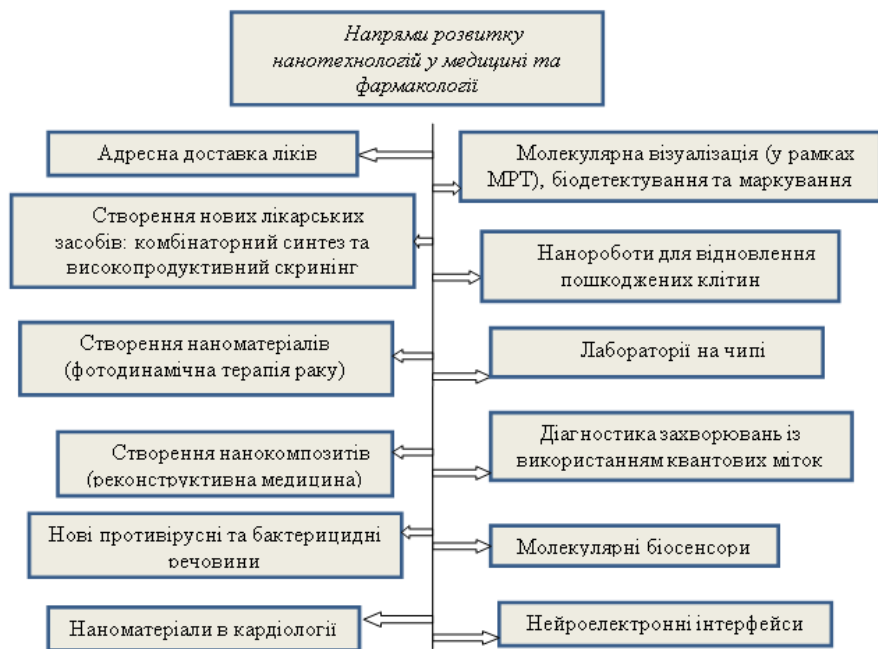 Напрями розвитку
нанотехнологій у медицині та
фармакології
Адресна доставка ліків
Молекулярна візуалізація (у рамках
МРТ), біодетектування та маркування
Створення нових лікарських
засобів: комбінаторний синтез та
високопродуктивний скринінг
Нанороботи для відновлення
пошкоджених клітин
Створення наноматеріалів
(фотодинамічна терапія раку)
Лабораторії на чипі
Створення нанокомпозитів
(реконструктивна медицина)
Діагностика захворювань із
використанням квантових міток
Нові противірусні та бактерицидні
речовини
Молекулярні біосенсори
Наноматеріали в кардіології
Нейроелектронні інтерфейси